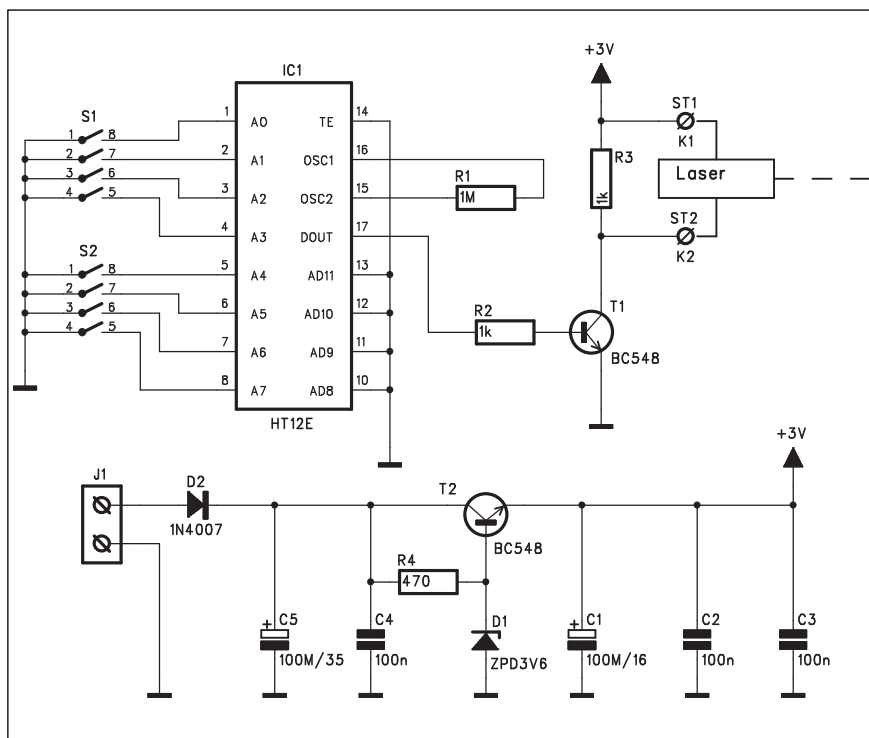 +3V
IC1
S1
1 8
2 7
3 6
4 5
S2
1 8
2 7
3 6
4 5
1 A0 TE 14
2 A1 OSC1 16
3 A2 OSC2 15
4 A3 DOUT 17
5 A4 AD11 13
6 A5 AD10 12
7 A6 AD9 11
8 A7 AD8 10
HT12E
R1
1M
R2
1k
R3
1k
ST1
K1
Laser
ST2
K2
T1
BC548
+3V
J1
D2
1N4007
T2
BC548
R4
470
C5
+
100M/35
C4
100n
D1
ZPD3V6
C1
+
100M/16
C2
100n
C3
100n